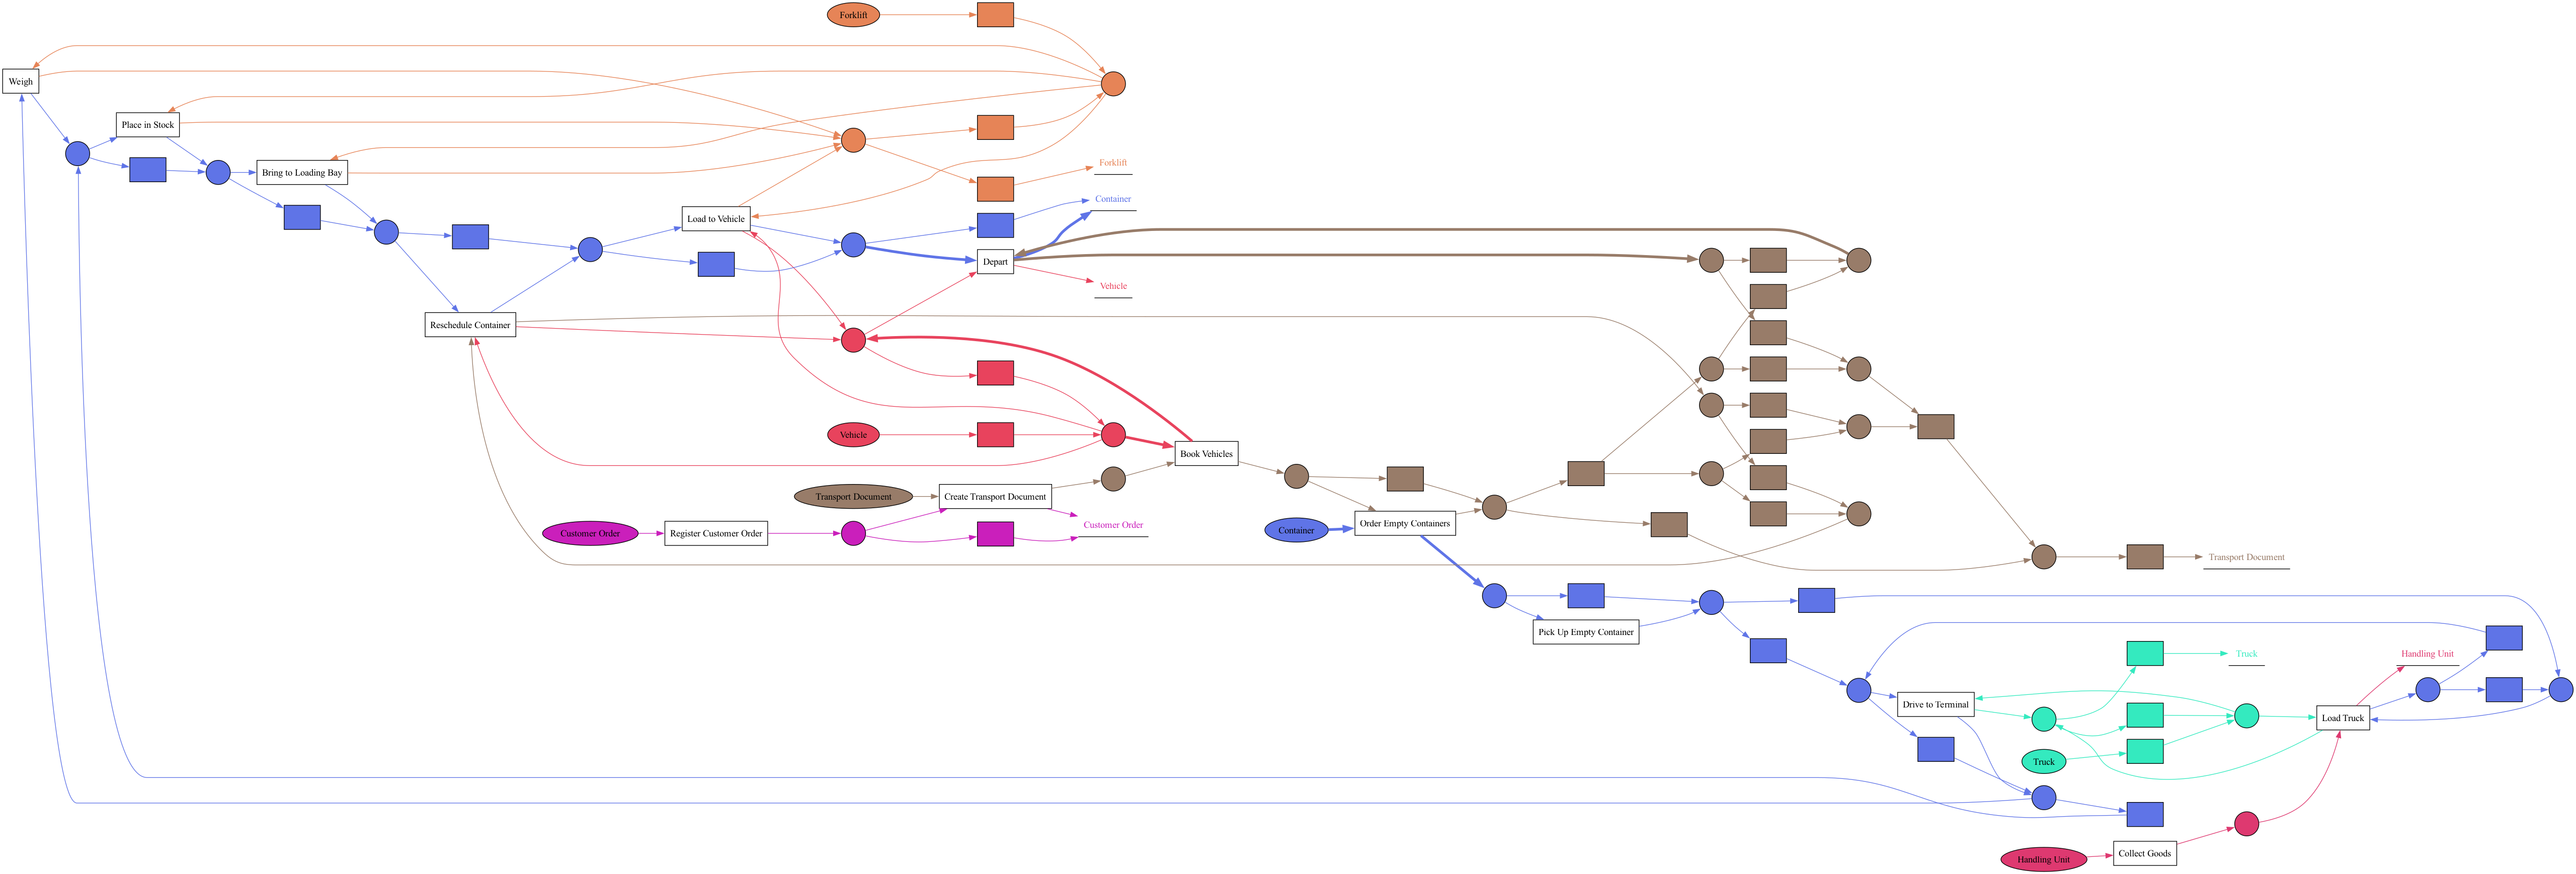 Forklift
Weigh
Place in Stock
Forklift
Bring to Loading Bay
Container
Load to Vehicle
Depart
Vehicle
Reschedule Container
Vehicle
Book Vehicles
Transport Document
Create Transport Document
Customer Order
Customer Order
Register Customer Order
Container
Order Empty Containers
Transport Document
Pick Up Empty Container
Truck
Handling Unit
Drive to Terminal
Load Truck
Truck
Collect Goods
Handling Unit